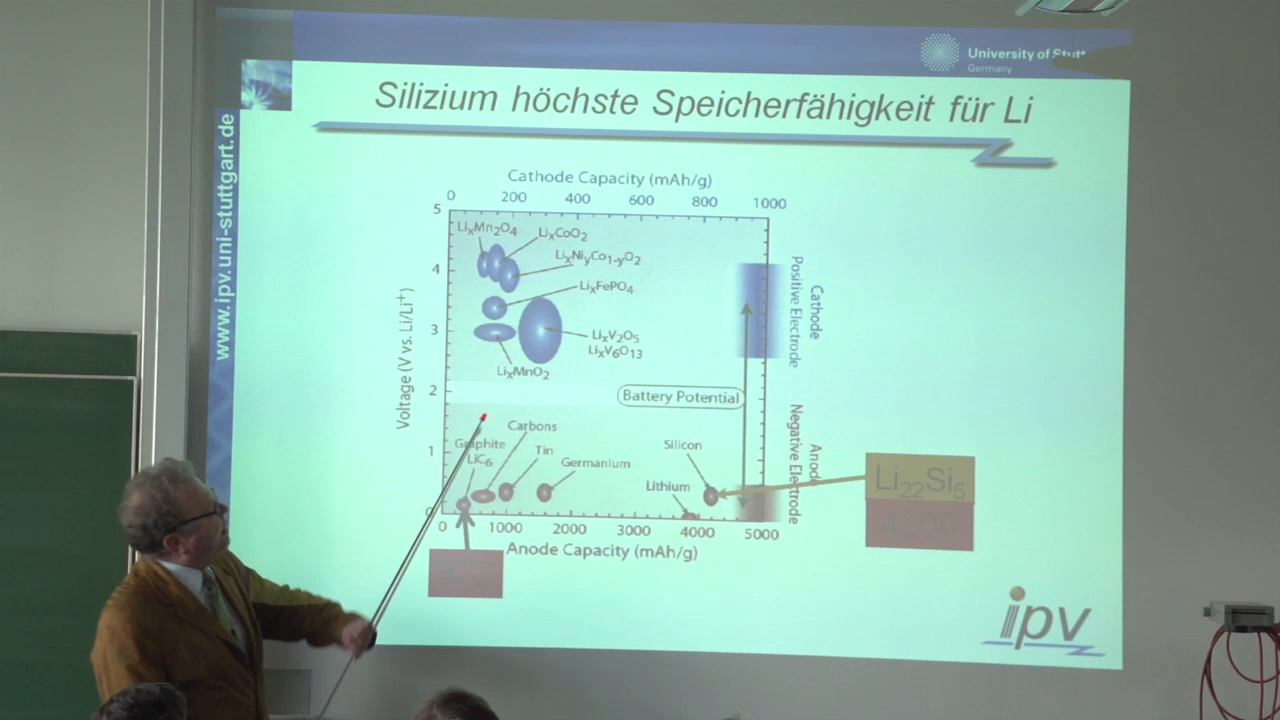 University of
Germany
www.ipv.uni-stuttgart.de
Silizium höchste Speicherfähigkeit für Li
Cathode Capacity (mAh/g)
0 200 400 600 800 1000
5
4
3
2
1
0
Voltage (V vs. Li/Li⁺)
LiₓMn₂O₄
LiₓCoO₂
LiₓNiᵧCo₁₋ᵧO₂
LiₓFePO₄
LiₓV₂O₅
LiₓV₆O₁₃
LiₓMnO₂
Cathode
Positive Electrode
Battery Potential
Anode
Negative Electrode
Carbons
Graphite
LiC₆
Tin
Germanium
Silicon
Lithium
Li₂₂Si₅
4200
0 1000 2000 3000 4000 5000
Anode Capacity (mAh/g)
ipv